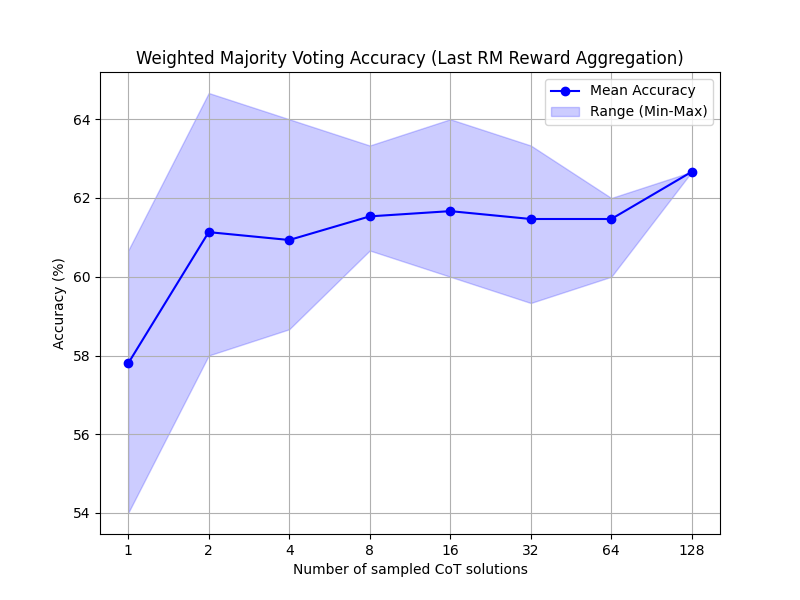 Weighted Majority Voting Accuracy (Last RM Reward Aggregation)
Mean Accuracy
Range (Min-Max)
Accuracy (%)
64
62
60
58
56
54
1 2 4 8 16 32 64 128
Number of sampled CoT solutions